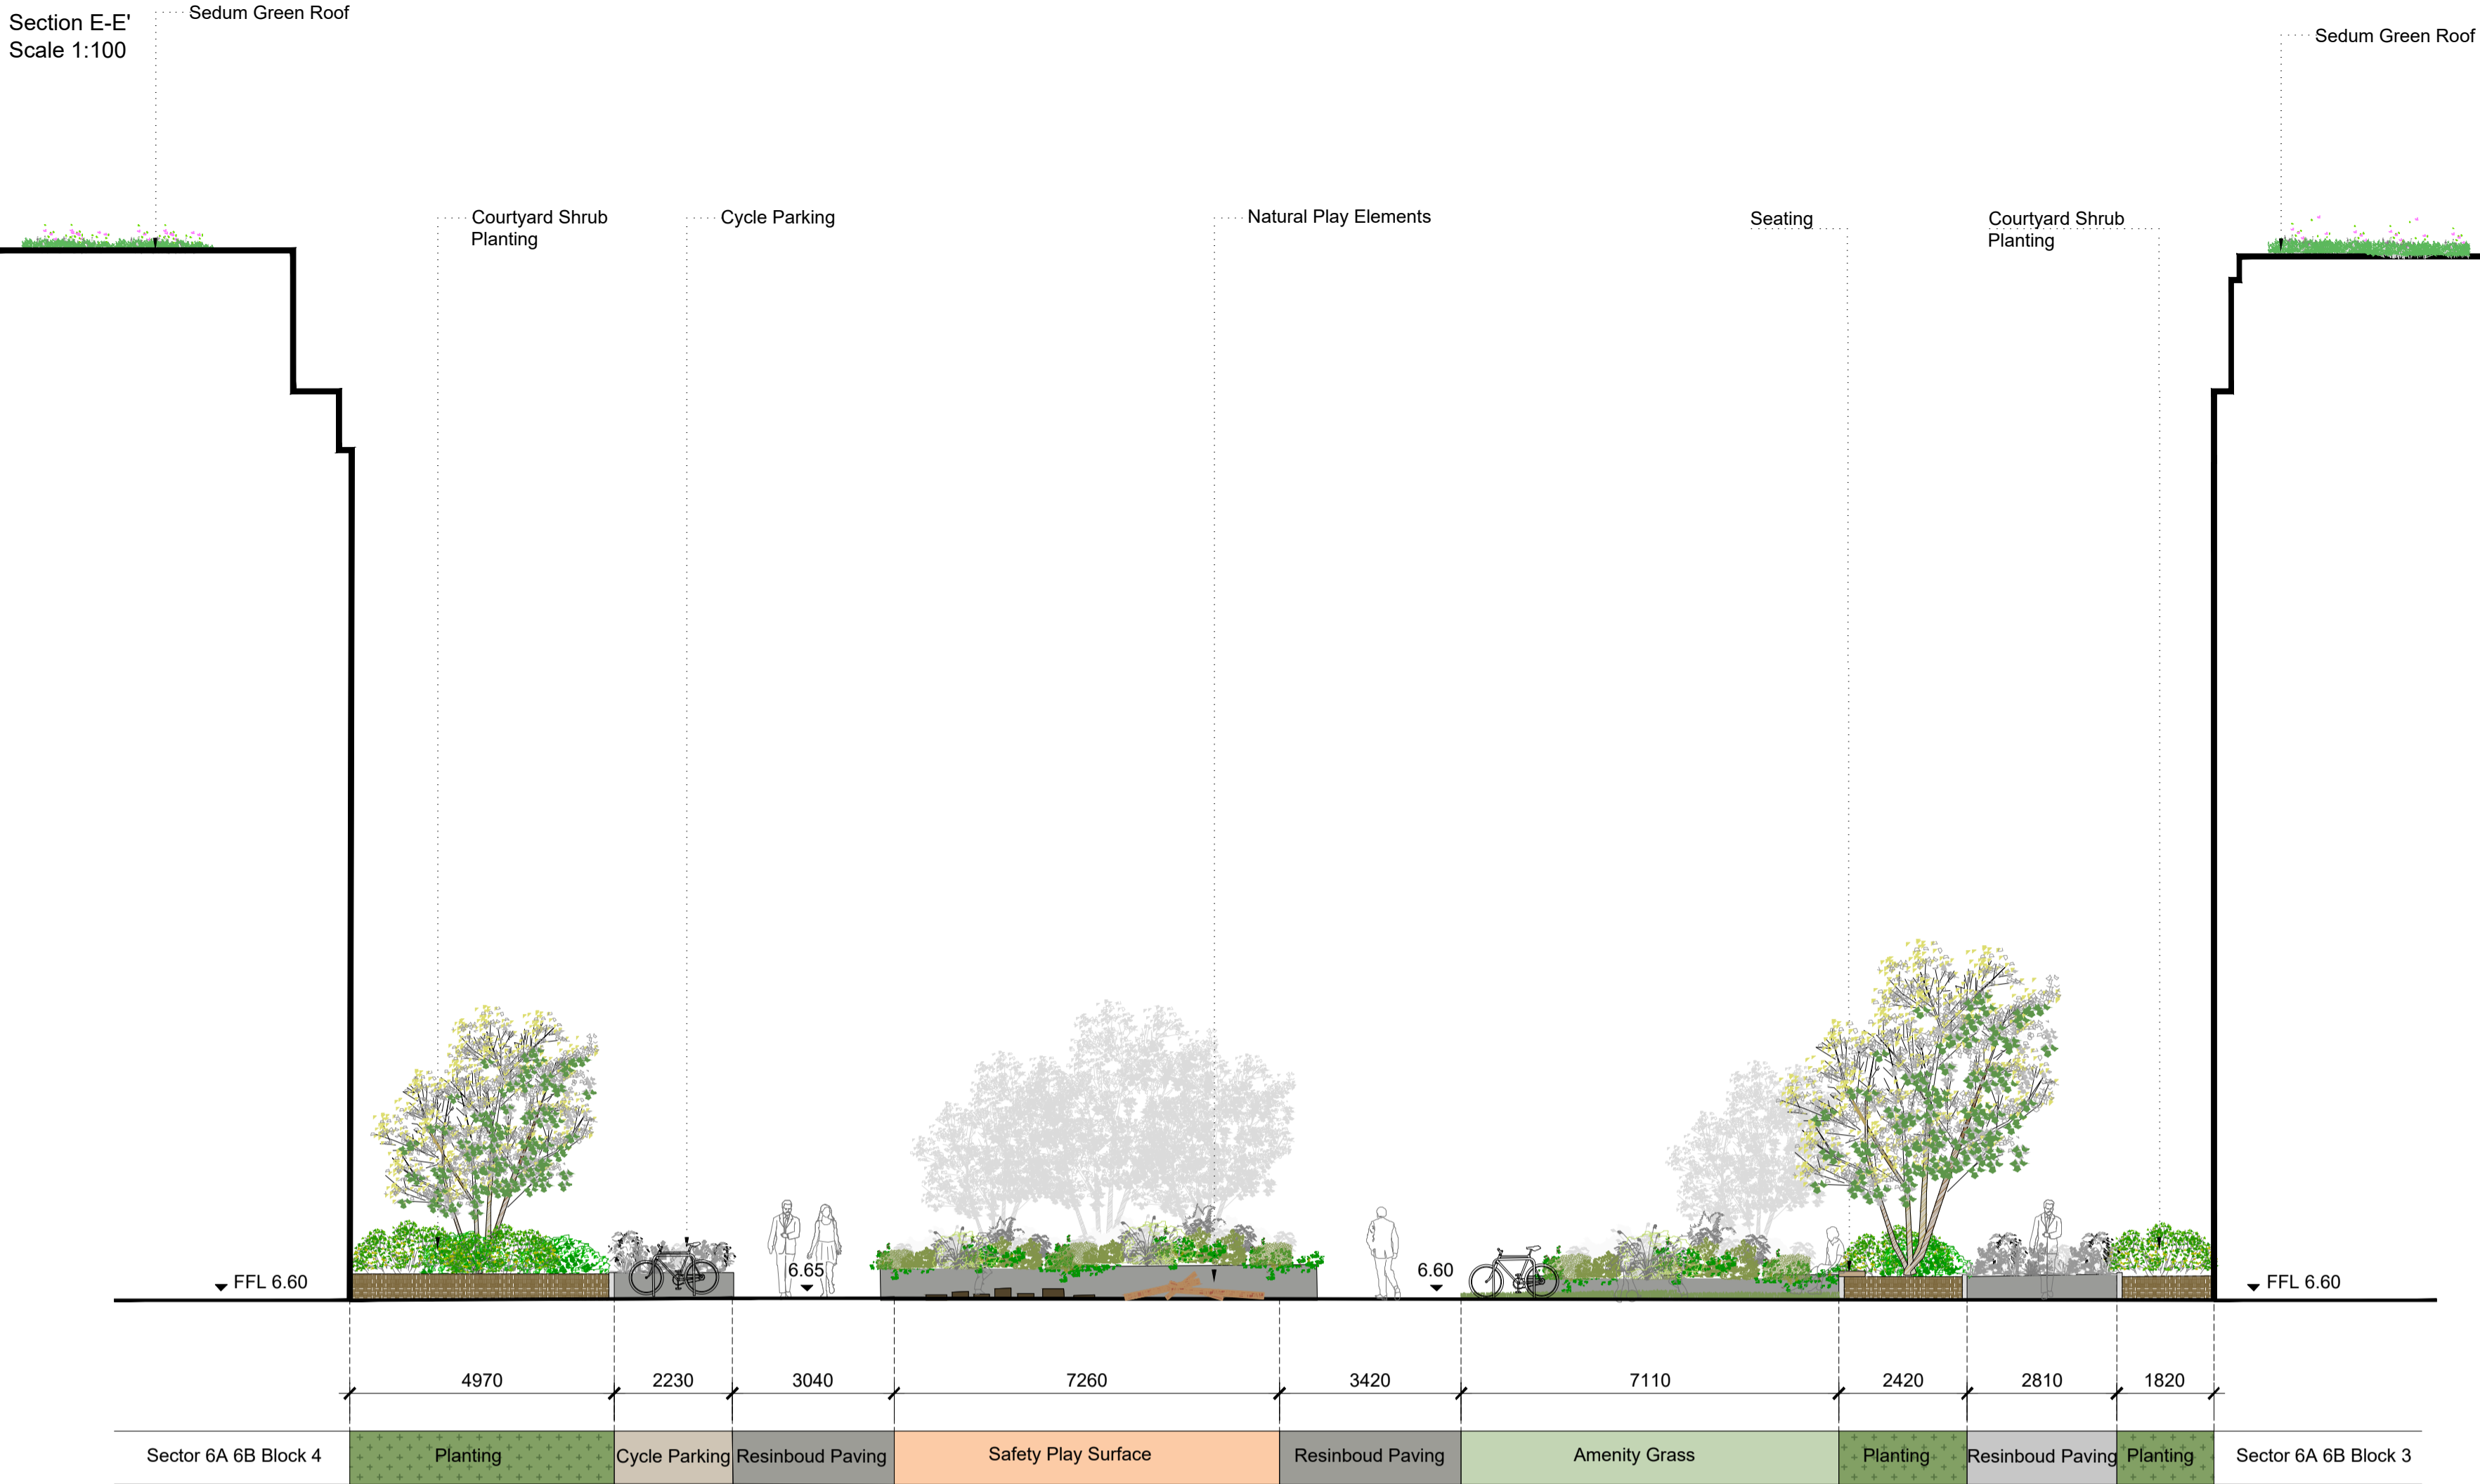 Section E-E'
Scale 1:100
Sedum Green Roof
Sedum Green Roof
Courtyard Shrub
Planting
Cycle Parking
Natural Play Elements
Seating
Courtyard Shrub
Planting
FFL 6.60
6.65
6.60
FFL 6.60
4970
2230
3040
7260
3420
7110
2420
2810
1820
Sector 6A 6B Block 4
Planting
Cycle Parking
Resinboud Paving
Safety Play Surface
Resinboud Paving
Amenity Grass
Planting
Resinboud Paving
Planting
Sector 6A 6B Block 3